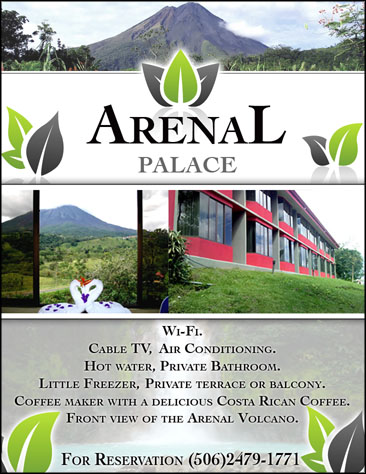 ARENAL
PALACE
WI-FI.
CABLE TV, AIR CONDITIONING.
HOT WATER, PRIVATE BATHROOM.
LITTLE FREEZER, PRIVATE TERRACE OR BALCONY.
COFFEE MAKER WITH A DELICIOUS COSTA RICAN COFFEE.
FRONT VIEW OF THE ARENAL VOLCANO.
FOR RESERVATION (506)2479-1771